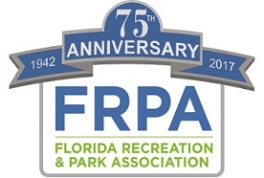 75TH
ANNIVERSARY
1942 2017
FRPA
FLORIDA RECREATION
& PARK ASSOCIATION